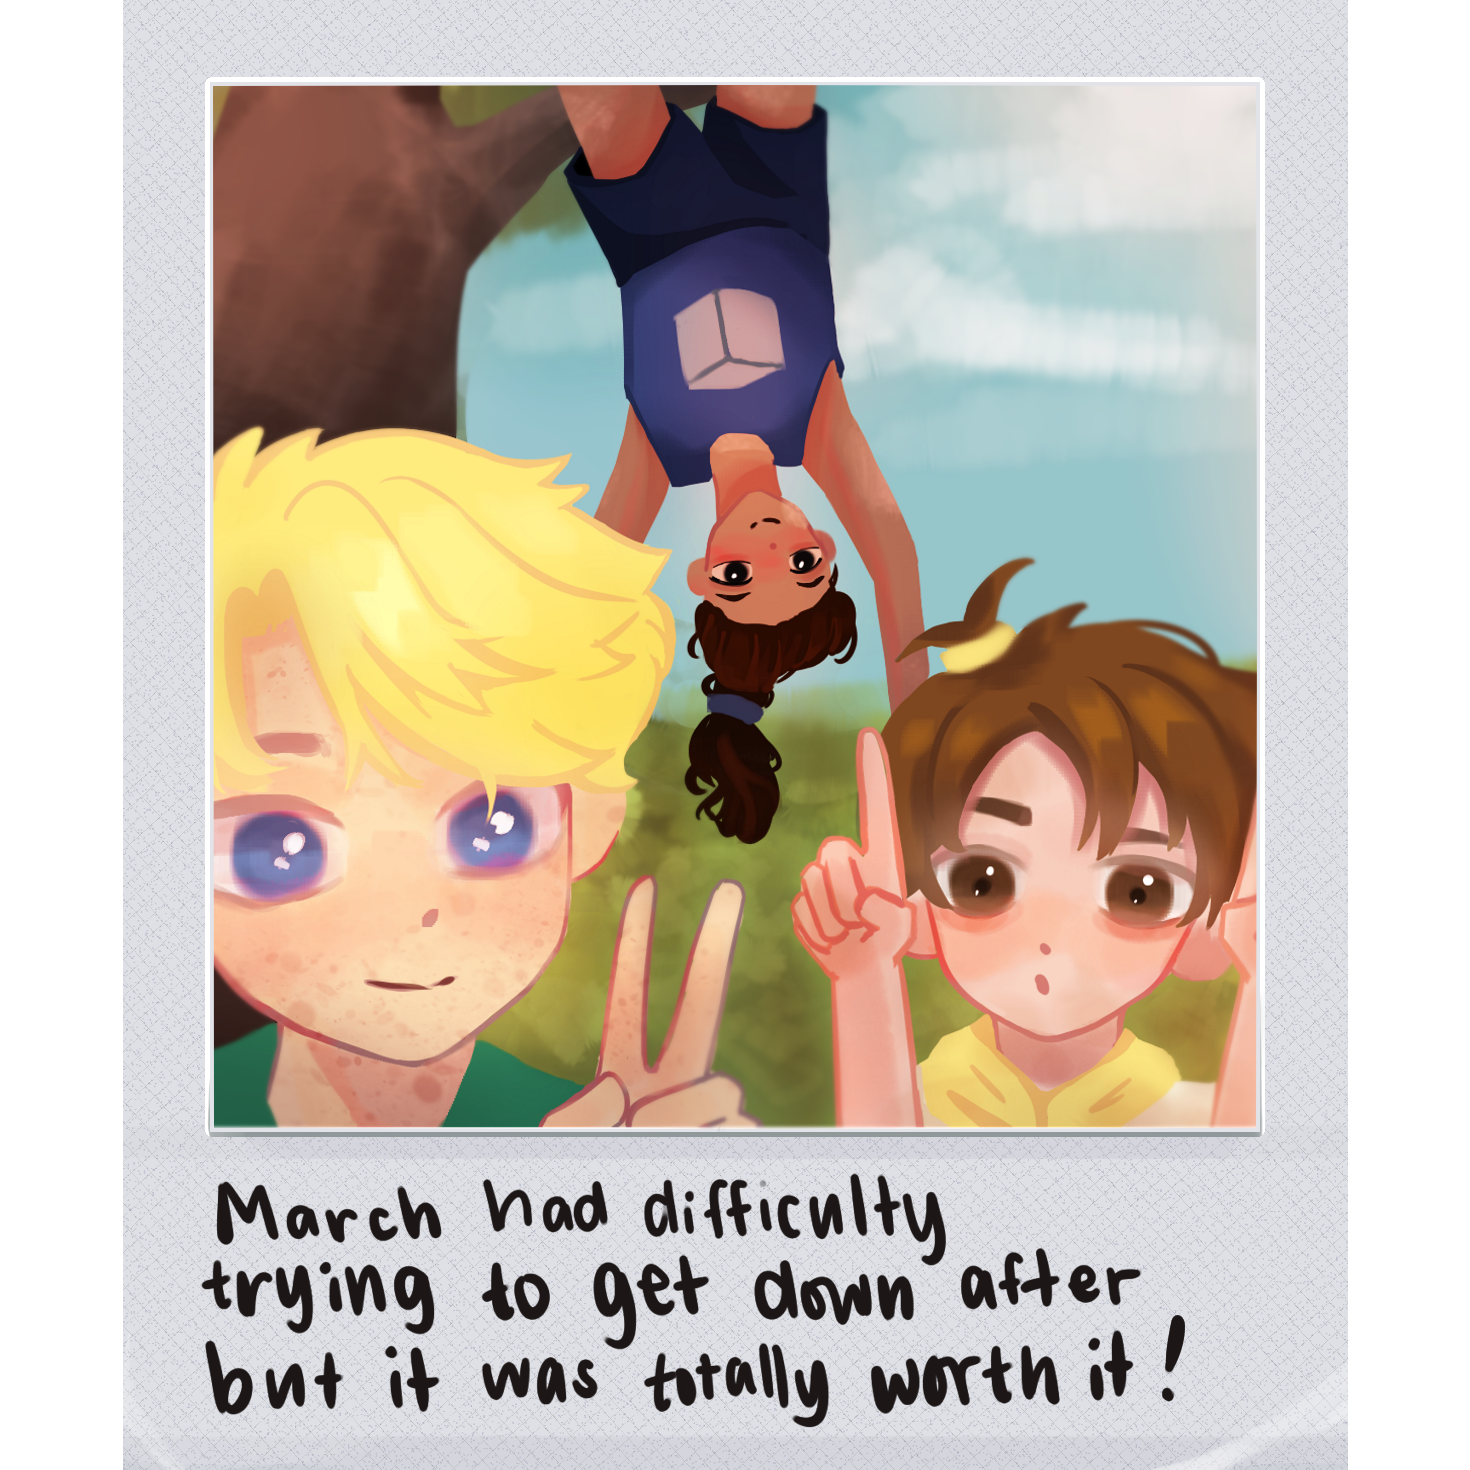 March had difficulty
trying to get down after
but it was totally worth it!